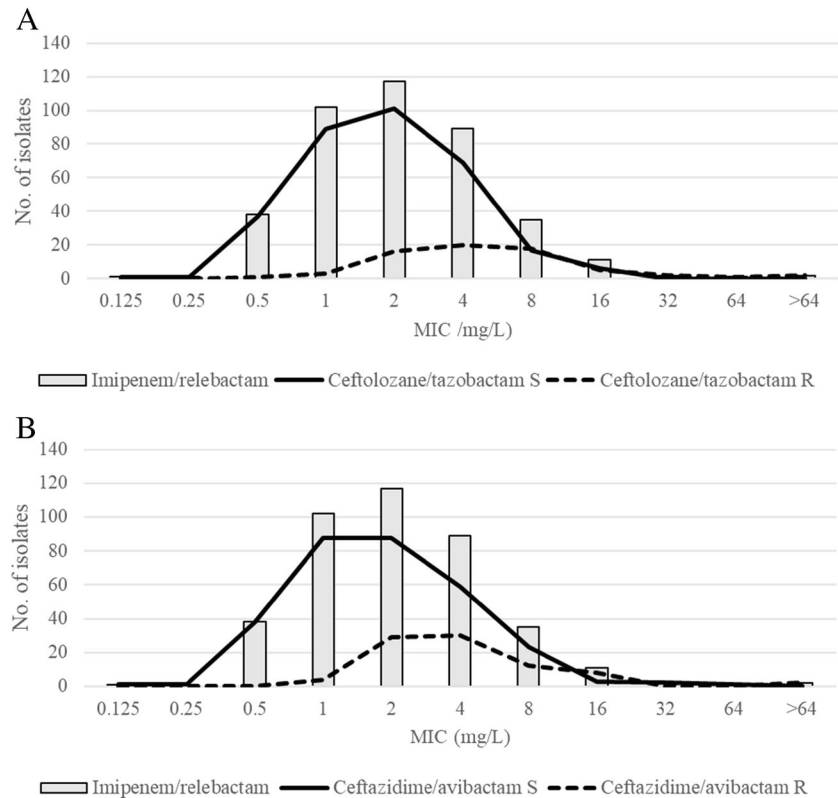 A
140
120
100
80
60
40
20
0
No. of isolates
0.125 0.25 0.5 1 2 4 8 16 32 64 >64
MIC /mg/L)
Imipenem/relebactam Ceftolozane/tazobactam S Ceftolozane/tazobactam R
B
140
120
100
80
60
40
20
0
No. of isolates
0.125 0.25 0.5 1 2 4 8 16 32 64 >64
MIC (mg/L)
Imipenem/relebactam Ceftazidime/avibactam S Ceftazidime/avibactam R